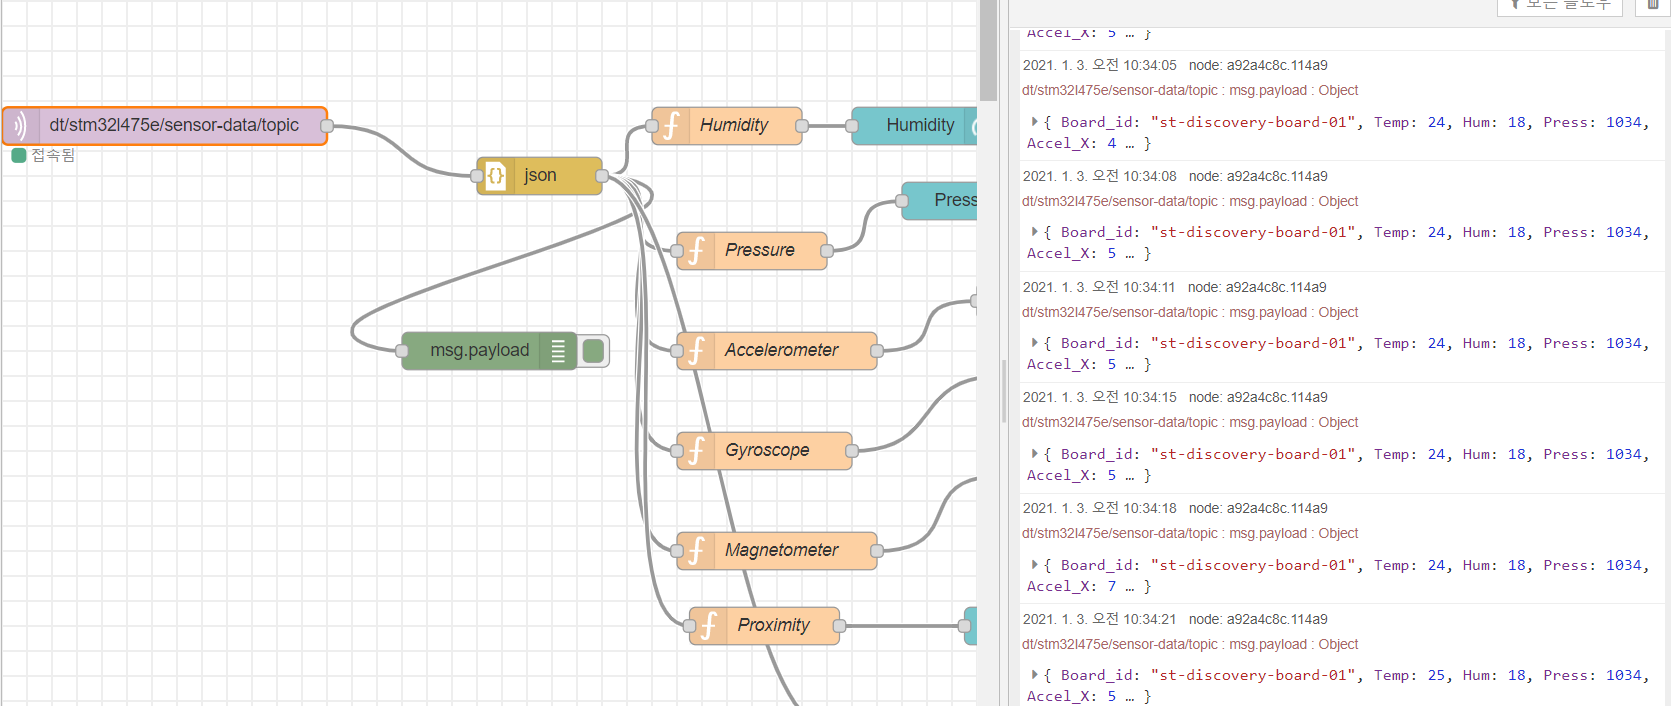 dt/stm32l475e/sensor-data/topic
접속됨
json
msg.payload
Humidity
Humidity
Press
Pressure
Accelerometer
Gyroscope
Magnetometer
Proximity
모든 플로우
Accel_X: 5 … }
2021. 1. 3. 오전 10:34:05 node: a92a4c8c.114a9
dt/stm32l475e/sensor-data/topic : msg.payload : Object
{ Board_id: "st-discovery-board-01", Temp: 24, Hum: 18, Press: 1034,
Accel_X: 4 … }
2021. 1. 3. 오전 10:34:08 node: a92a4c8c.114a9
dt/stm32l475e/sensor-data/topic : msg.payload : Object
{ Board_id: "st-discovery-board-01", Temp: 24, Hum: 18, Press: 1034,
Accel_X: 5 … }
2021. 1. 3. 오전 10:34:11 node: a92a4c8c.114a9
dt/stm32l475e/sensor-data/topic : msg.payload : Object
{ Board_id: "st-discovery-board-01", Temp: 24, Hum: 18, Press: 1034,
Accel_X: 5 … }
2021. 1. 3. 오전 10:34:15 node: a92a4c8c.114a9
dt/stm32l475e/sensor-data/topic : msg.payload : Object
{ Board_id: "st-discovery-board-01", Temp: 24, Hum: 18, Press: 1034,
Accel_X: 5 … }
2021. 1. 3. 오전 10:34:18 node: a92a4c8c.114a9
dt/stm32l475e/sensor-data/topic : msg.payload : Object
{ Board_id: "st-discovery-board-01", Temp: 24, Hum: 18, Press: 1034,
Accel_X: 7 … }
2021. 1. 3. 오전 10:34:21 node: a92a4c8c.114a9
dt/stm32l475e/sensor-data/topic : msg.payload : Object
{ Board_id: "st-discovery-board-01", Temp: 25, Hum: 18, Press: 1034,
Accel_X: 5 … }